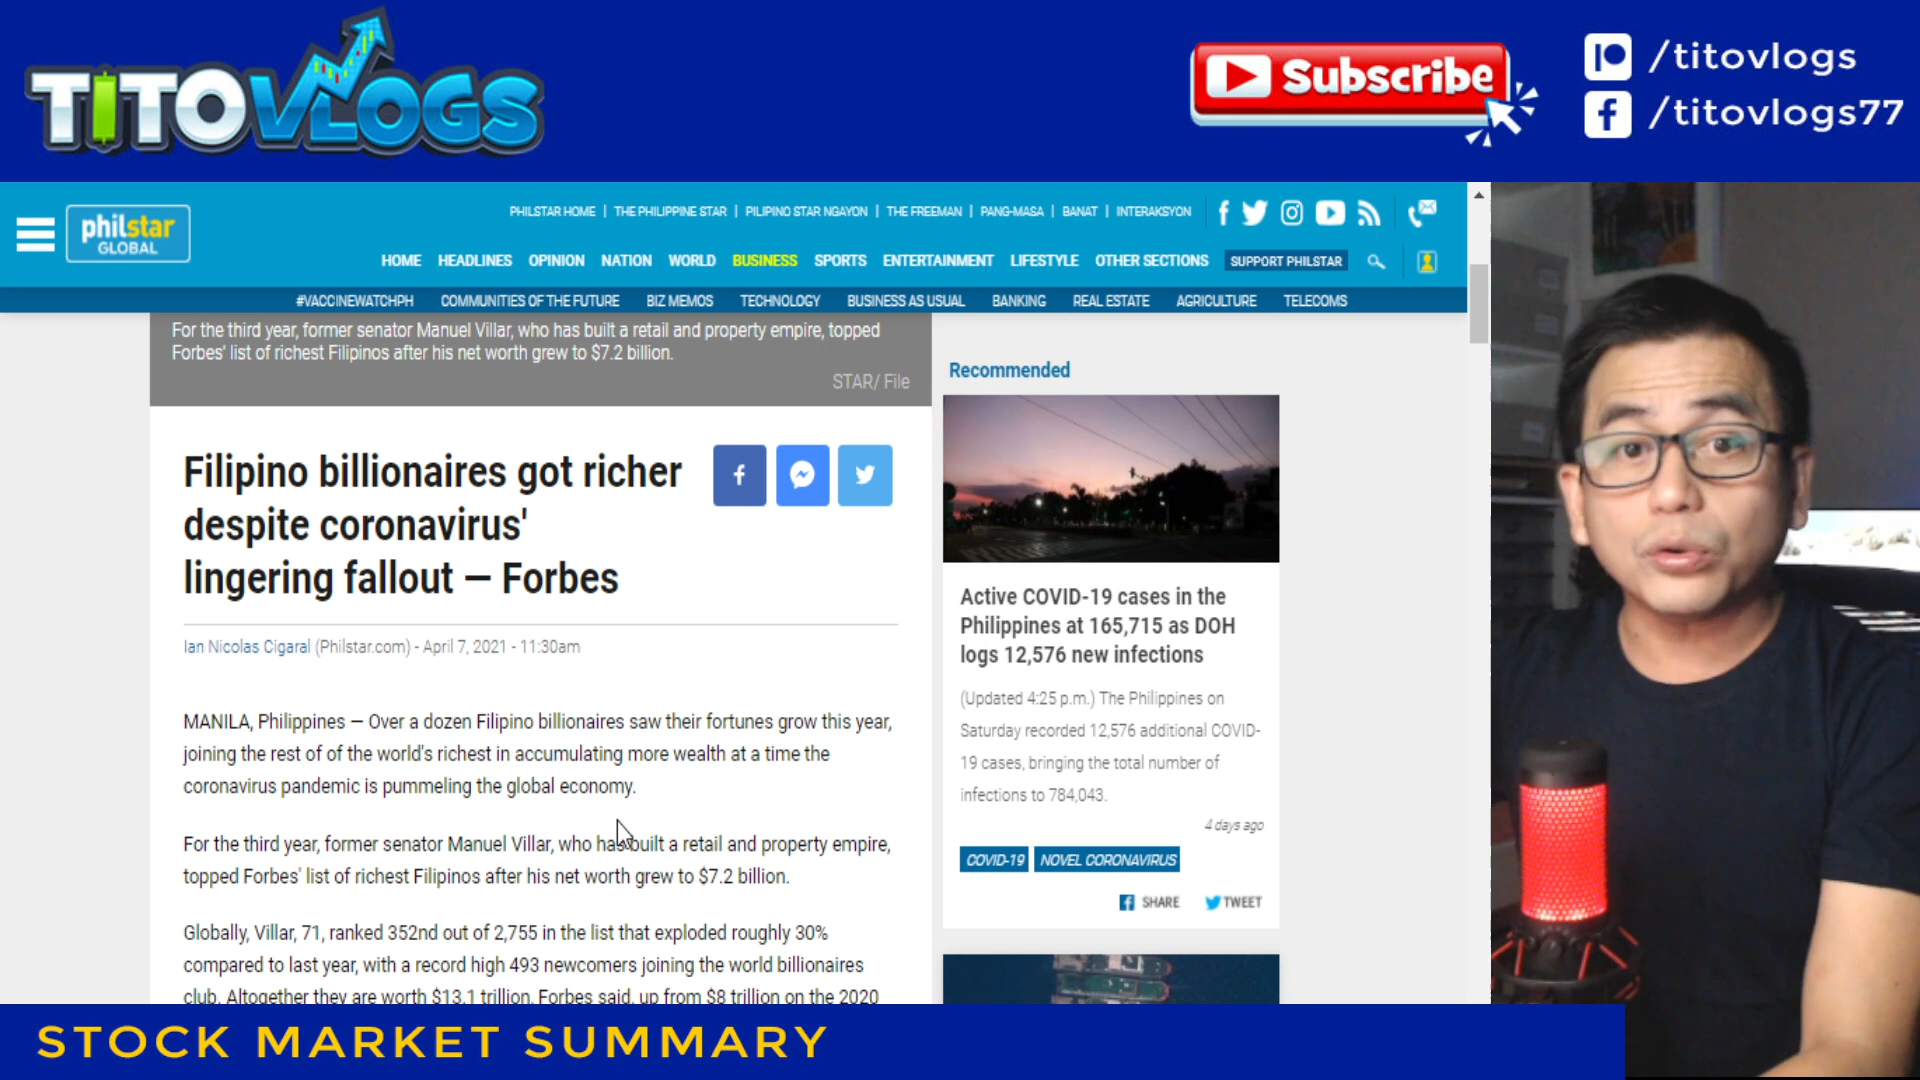 TITOVLOGS
Subscribe
/titovlogs
/titovlogs77
philstar
GLOBAL
PHILSTAR HOME | THE PHILIPPINE STAR | PILIPINO STAR NGAYON | THE FREEMAN | PANG-MASA | BANAT | INTERAKSYON
HOME HEADLINES OPINION NATION WORLD BUSINESS SPORTS ENTERTAINMENT LIFESTYLE OTHER SECTIONS SUPPORT PHILSTAR
#VACCINEWATCHPH COMMUNITIES OF THE FUTURE BIZ MEMOS TECHNOLOGY BUSINESS AS USUAL BANKING REAL ESTATE AGRICULTURE TELECOMS
For the third year, former senator Manuel Villar, who has built a retail and property empire, topped
Forbes' list of richest Filipinos after his net worth grew to $7.2 billion.
STAR/ File
Filipino billionaires got richer
despite coronavirus'
lingering fallout — Forbes
Ian Nicolas Cigaral (Philstar.com) - April 7, 2021 - 11:30am
MANILA, Philippines — Over a dozen Filipino billionaires saw their fortunes grow this year,
joining the rest of of the world's richest in accumulating more wealth at a time the
coronavirus pandemic is pummeling the global economy.
For the third year, former senator Manuel Villar, who has built a retail and property empire,
topped Forbes' list of richest Filipinos after his net worth grew to $7.2 billion.
Globally, Villar, 71, ranked 352nd out of 2,755 in the list that exploded roughly 30%
compared to last year, with a record high 493 newcomers joining the world billionaires
club. Altogether they are worth $13.1 trillion, Forbes said, up from $8 trillion on the 2020
Recommended
Active COVID-19 cases in the
Philippines at 165,715 as DOH
logs 12,576 new infections
(Updated 4:25 p.m.) The Philippines on
Saturday recorded 12,576 additional COVID-
19 cases, bringing the total number of
infections to 784,043.
4 days ago
COVID-19 NOVEL CORONAVIRUS
SHARE TWEET
STOCK MARKET SUMMARY